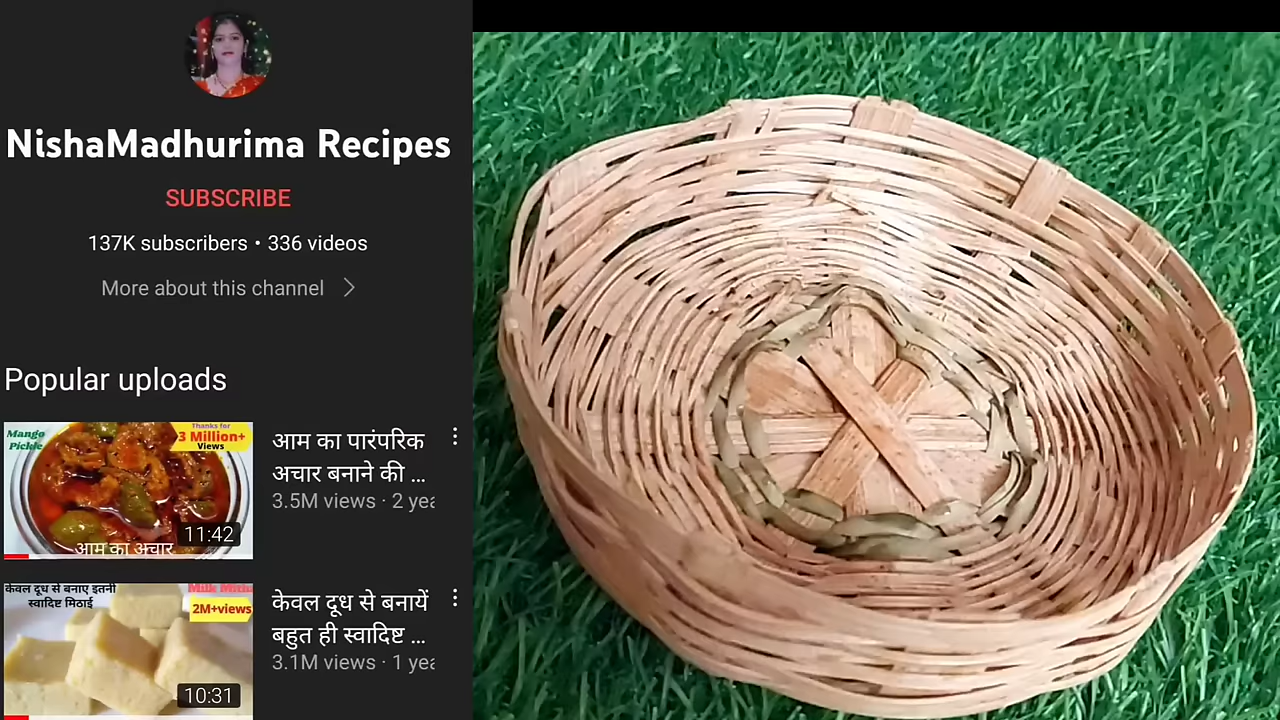 NishaMadhurima Recipes
SUBSCRIBE
137K subscribers • 336 videos
More about this channel
Popular uploads
Mango
Pickle
Thanks for
3 Million+
Views
11:42
आम का अचार
आम का पारंपरिक
अचार बनाने की ...
3.5M views · 2
केवल दूध से बनाए इतनी
स्वादिष्ट मिठाई
Milk
2M+views
10:31
केवल दूध से बनायें
बहुत ही स्वादिष्ट ...
3.1M views · 1